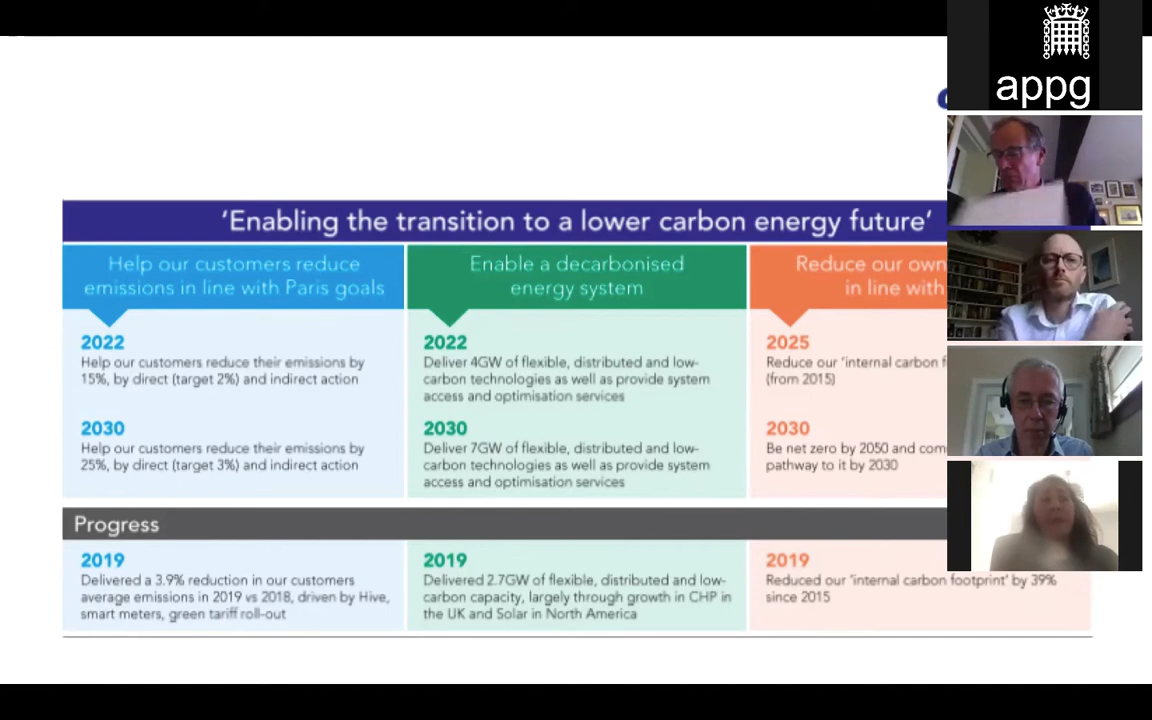 appg
'Enabling the transition to a lower carbon energy future'
Help our customers reduce
emissions in line with Paris goals
Enable a decarbonised
energy system
Reduce our own
in line with
2022
Help our customers reduce their emissions by
15%, by direct (target 2%) and indirect action
2030
Help our customers reduce their emissions by
25%, by direct (target 3%) and indirect action
2022
Deliver 4GW of flexible, distributed and low-
carbon technologies as well as provide system
access and optimisation services
2030
Deliver 7GW of flexible, distributed and low-
carbon technologies as well as provide system
access and optimisation services
2025
Reduce our 'internal carbon
(from 2015)
2030
Be net zero by 2050 and
pathway to it by 2030
Progress
2019
Delivered a 3.9% reduction in our customers
average emissions in 2019 vs 2018, driven by Hive,
smart meters, green tariff roll-out
2019
Delivered 2.7GW of flexible, distributed and low-
carbon capacity, largely through growth in CHP in
the UK and Solar in North America
2019
Reduced our 'internal carbon footprint' by 39%
since 2015